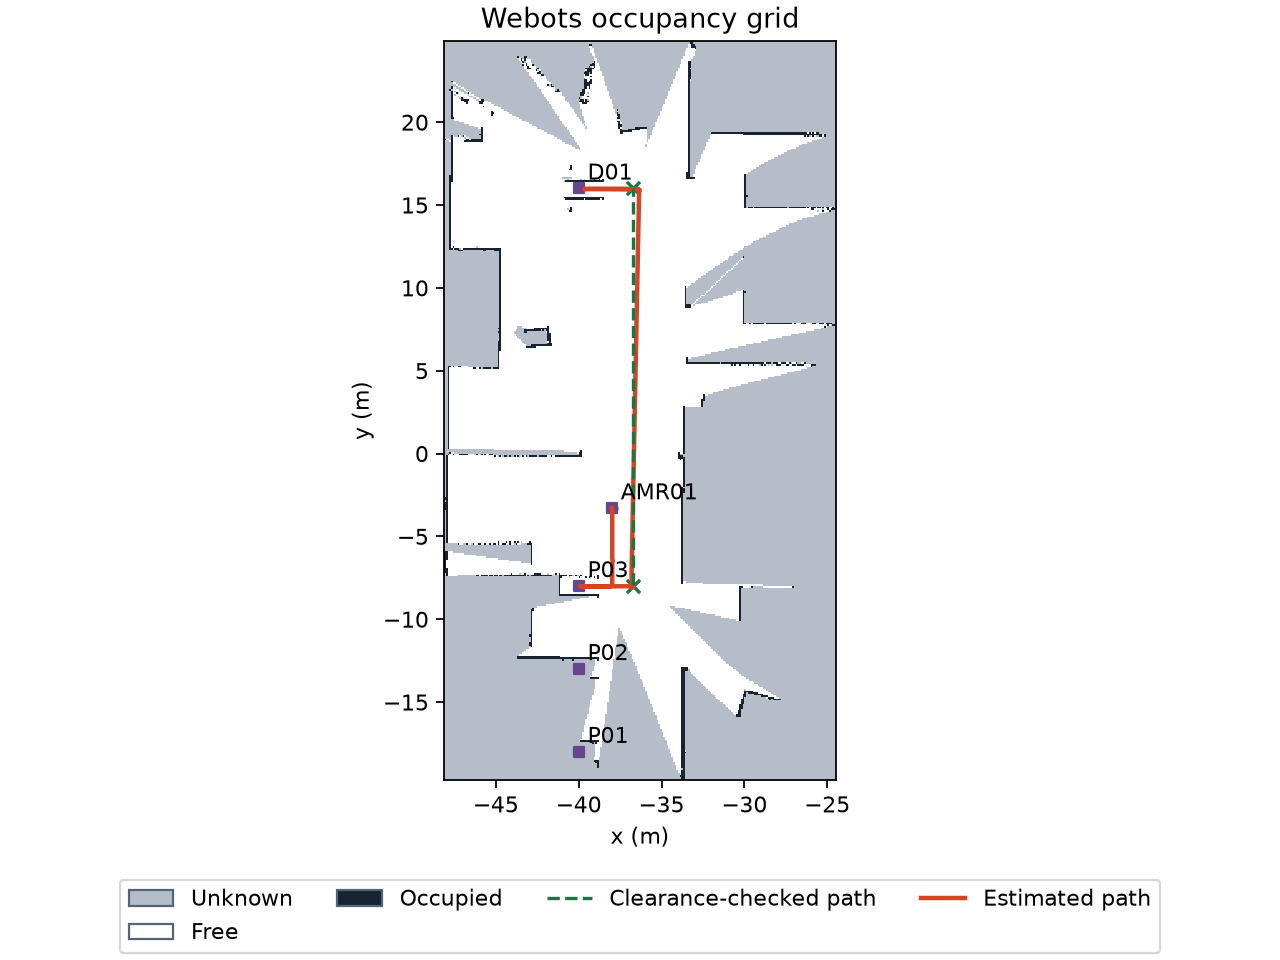 Webots occupancy grid
20
15
10
5
0
−5
−10
−15
y (m)
D01
AMR01
P03
P02
P01
−45 −40 −35 −30 −25
x (m)
Unknown Occupied Clearance-checked path Estimated path
Free